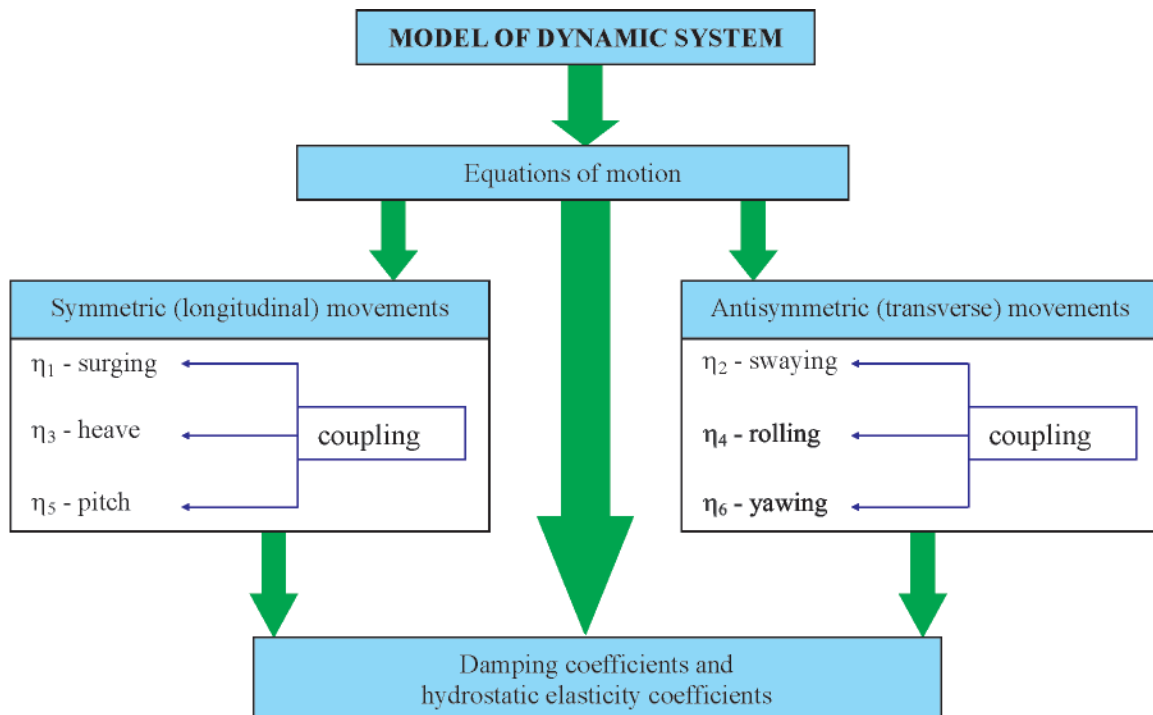 MODEL OF DYNAMIC SYSTEM
Equations of motion
Symmetric (longitudinal) movements
η₁ - surging
η₃ - heave
coupling
η₅ - pitch
Antisymmetric (transverse) movements
η₂ - swaying
η₄ - rolling
coupling
η₆ - yawing
Damping coefficients and
hydrostatic elasticity coefficients